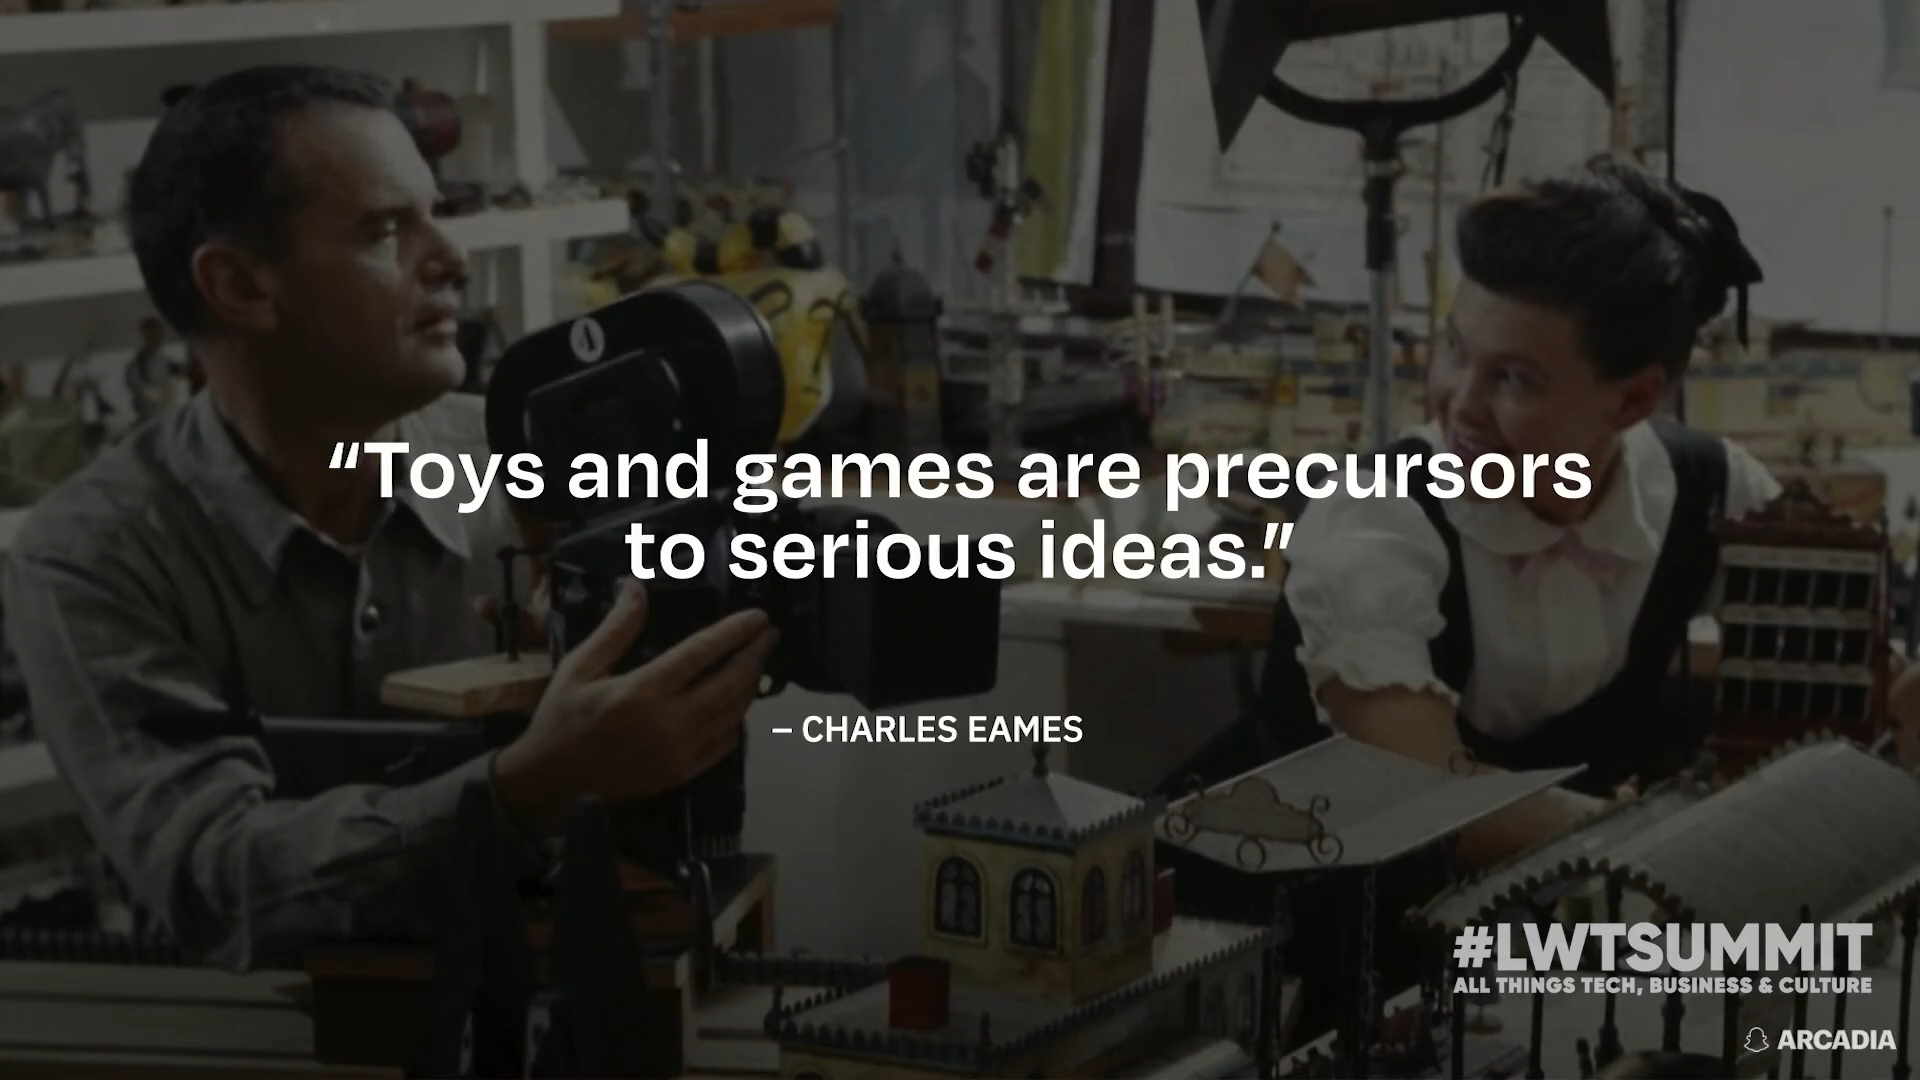 “Toys and games are precursors
to serious ideas.”
– CHARLES EAMES
#LWTSUMMIT
ALL THINGS TECH, BUSINESS & CULTURE
ARCADIA